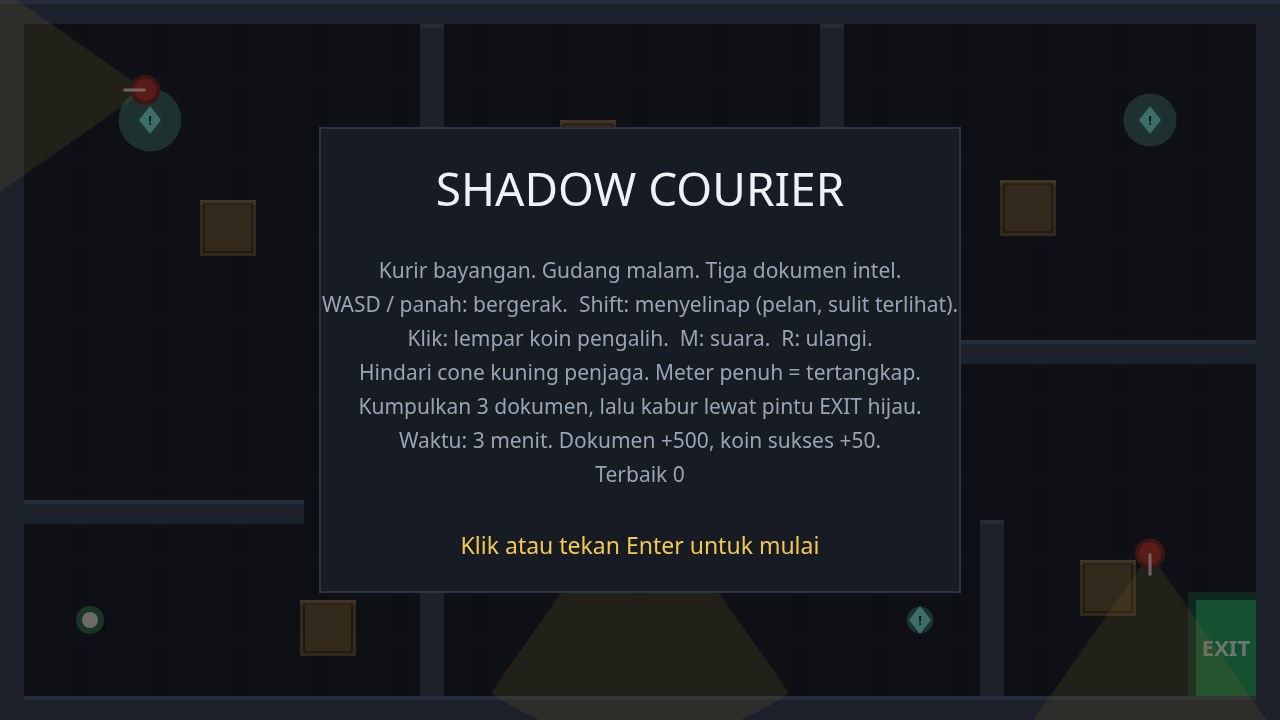 !
!
SHADOW COURIER
Kurir bayangan. Gudang malam. Tiga dokumen intel.
WASD / panah: bergerak.  Shift: menyelinap (pelan, sulit terlihat).
Klik: lempar koin pengalih.  M: suara.  R: ulangi.
Hindari cone kuning penjaga. Meter penuh = tertangkap.
Kumpulkan 3 dokumen, lalu kabur lewat pintu EXIT hijau.
Waktu: 3 menit. Dokumen +500, koin sukses +50.
Terbaik 0
Klik atau tekan Enter untuk mulai
!
EXIT